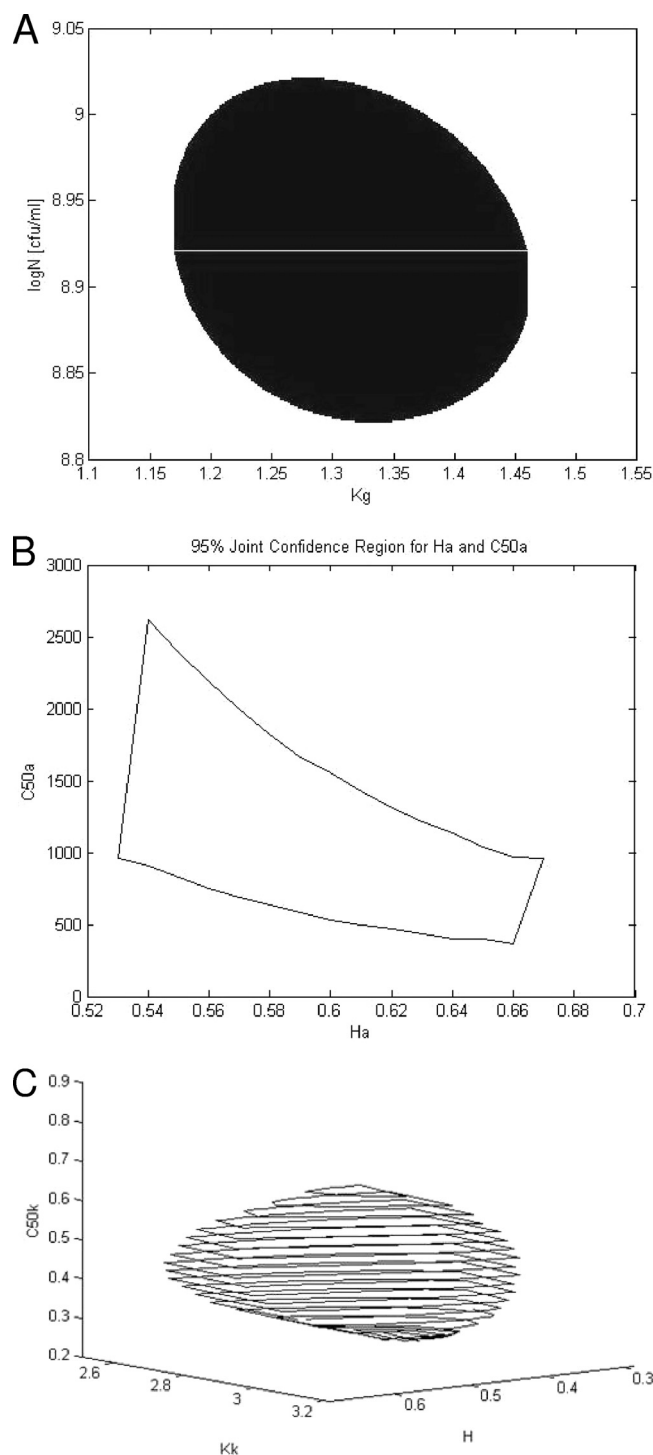 A
9.05
9
8.95
8.9
8.85
8.8
logN [cfu/ml]
1.1 1.15 1.2 1.25 1.3 1.35 1.4 1.45 1.5 1.55
Kg
B
95% Joint Confidence Region for Ha and C50a
3000
2500
2000
1500
1000
500
0
C50a
0.52 0.54 0.56 0.58 0.6 0.62 0.64 0.66 0.68 0.7
Ha
C
0.9
0.8
0.7
0.6
0.5
0.4
0.3
0.2
C50k
2.6 2.8 3 3.2
Kk
0.6 0.5 0.4 0.3
H